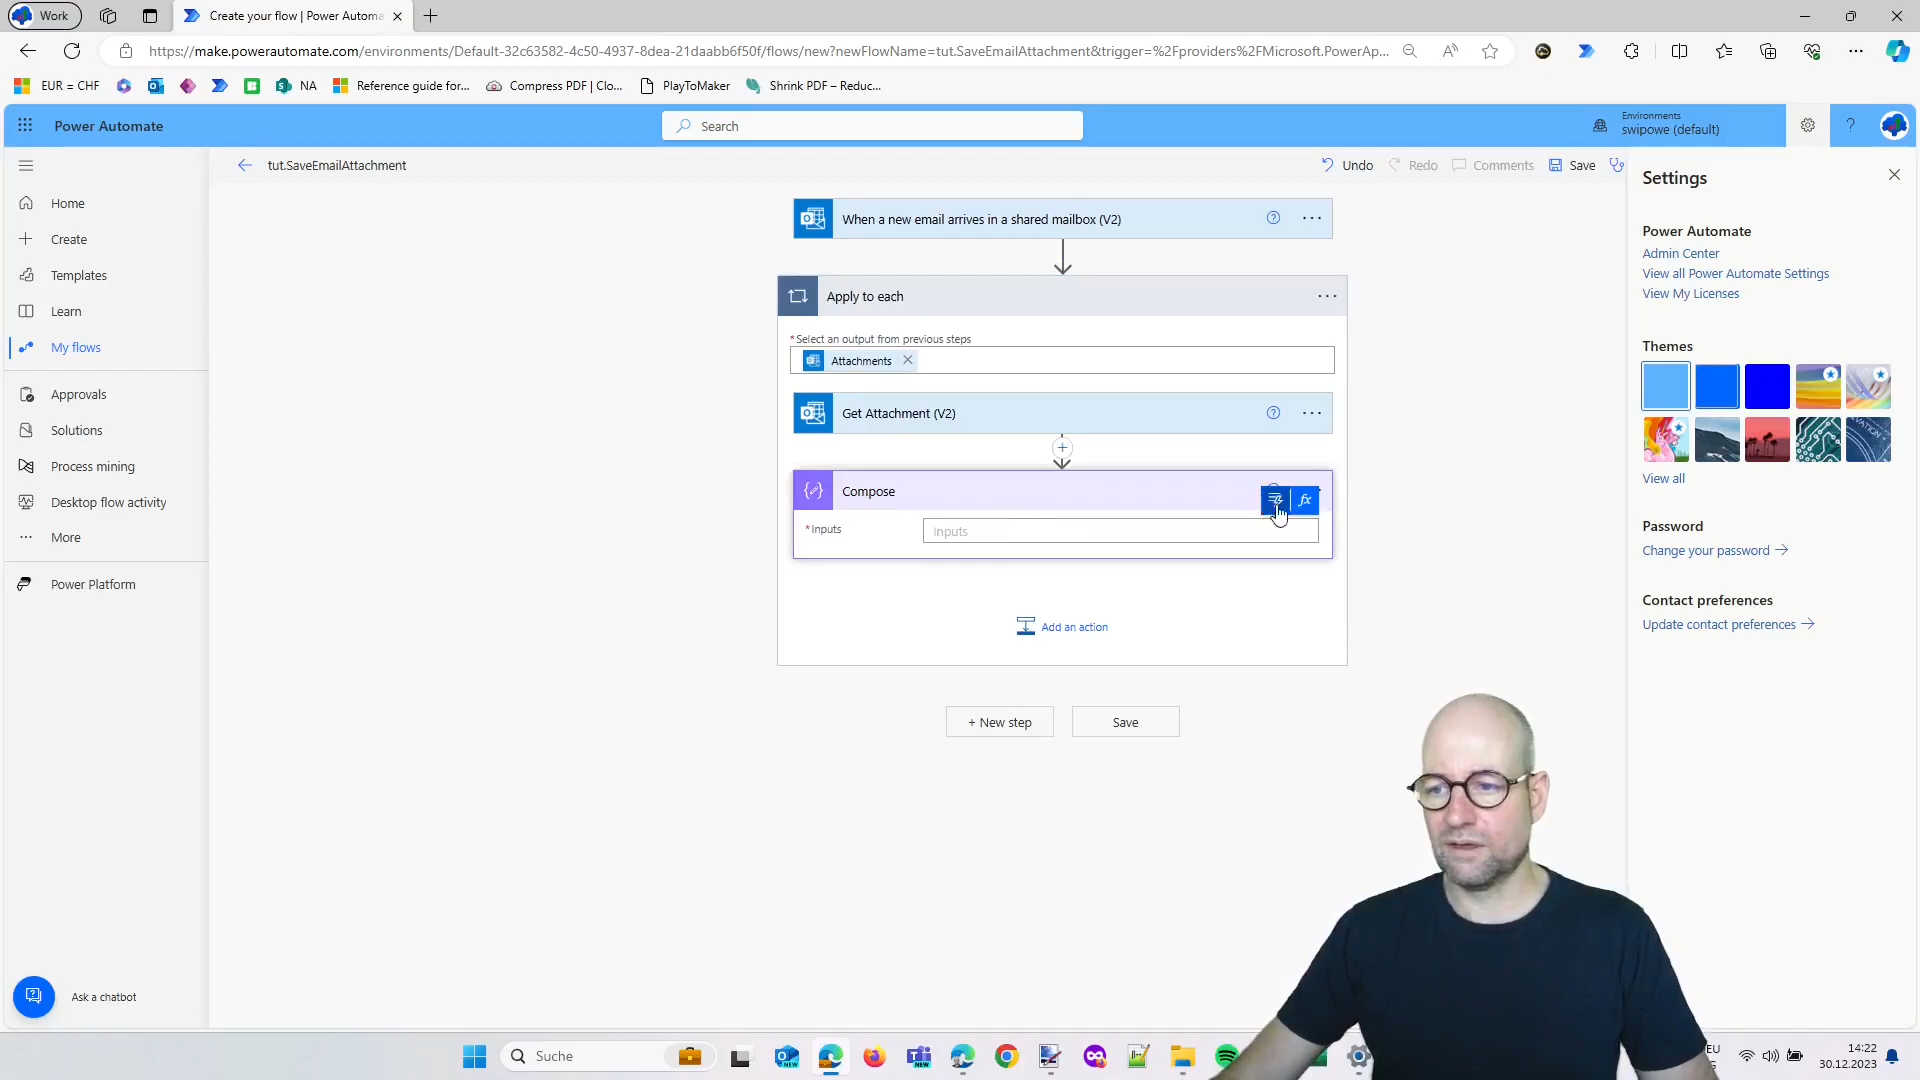 Work
Create your flow | Power Automa
https://make.powerautomate.com/environments/Default-32c63582-4c50-4937-8dea-21daabb6f50f/flows/new?newFlowName=tut.SaveEmailAttachment&trigger=%2Fproviders%2FMicrosoft.PowerAp...
EUR = CHF
NA
Reference guide for...
Compress PDF | Clo...
PlayToMaker
Shrink PDF – Reduc...
Power Automate
Search
Environments
swipowe (default)
tut.SaveEmailAttachment
Undo
Redo
Comments
Save
Home
Create
Templates
Learn
My flows
Approvals
Solutions
Process mining
Desktop flow activity
More
Power Platform
Ask a chatbot
When a new email arrives in a shared mailbox (V2)
Apply to each
* Select an output from previous steps
Attachments
Get Attachment (V2)
Compose
fx
* Inputs
Inputs
Add an action
+ New step
Save
Settings
Power Automate
Admin Center
View all Power Automate Settings
View My Licenses
Themes
View all
Password
Change your password
Contact preferences
Update contact preferences
Suche
NEW
NEW
EU
14:22
30.12.2023